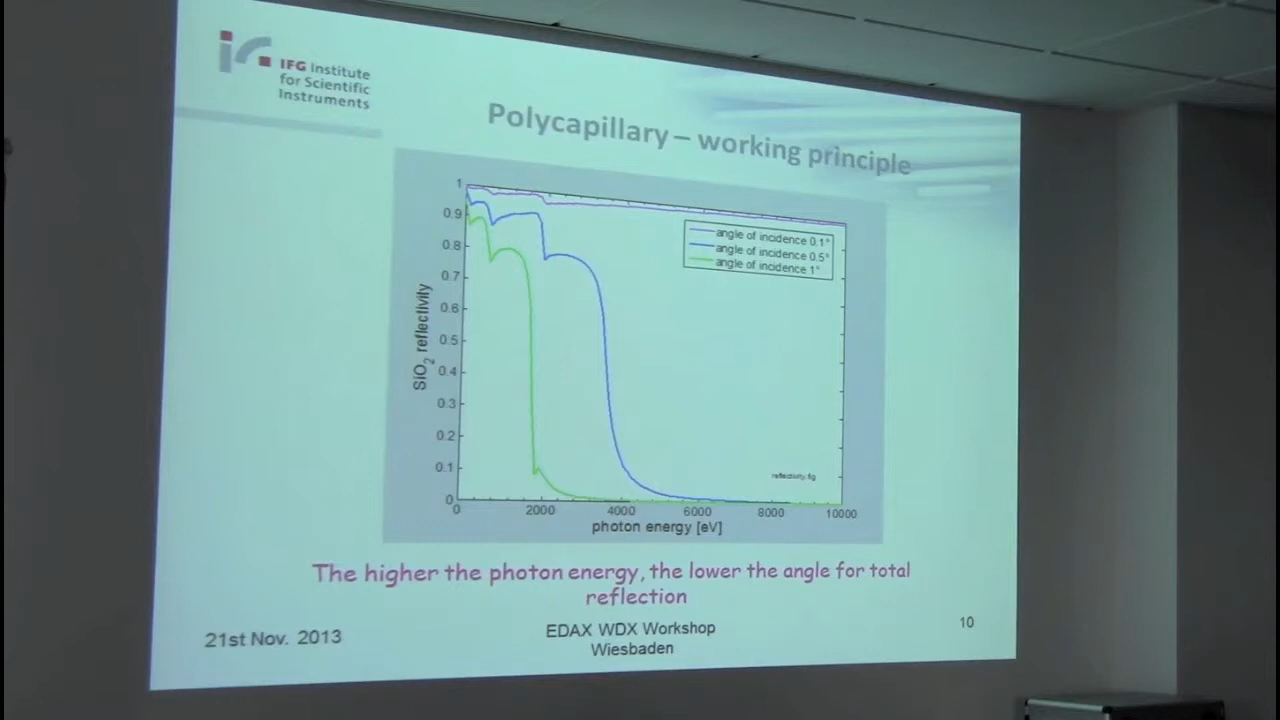 IFG Institute
for Scientific
Instruments
Polycapillary – working principle
1
0.9
0.8
0.7
0.6
0.5
0.4
0.3
0.2
0.1
0
SiO2 reflectivity
angle of incidence 0.1°
angle of incidence 0.5°
angle of incidence 1°
reflectivity.fig
0 2000 4000 6000 8000 10000
photon energy [eV]
The higher the photon energy, the lower the angle for total
reflection
21st Nov. 2013
EDAX WDX Workshop
Wiesbaden
10